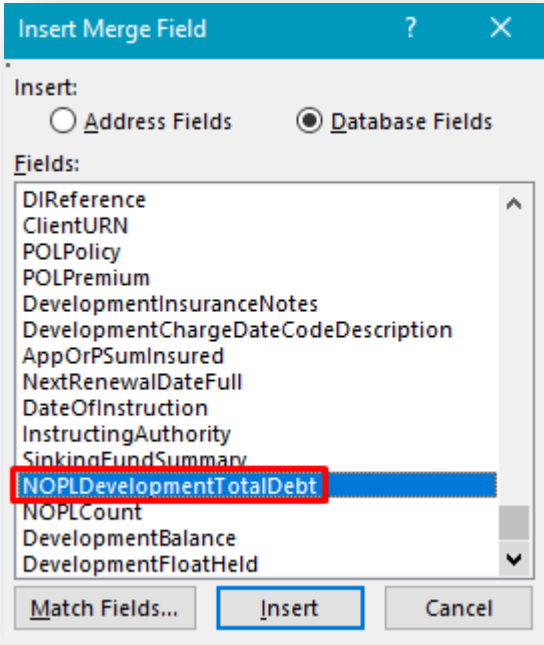 Insert Merge Field ?
Insert:
Address Fields Database Fields
Fields:
DIReference
ClientURN
POLPolicy
POLPremium
DevelopmentInsuranceNotes
DevelopmentChargeDateCodeDescription
AppOrPSumInsured
NextRenewalDateFull
DateOfInstruction
InstructingAuthority
SinkingFundSummary
NOPLDevelopmentTotalDebt
NOPLCount
DevelopmentBalance
DevelopmentFloatHeld
Match Fields... Insert Cancel